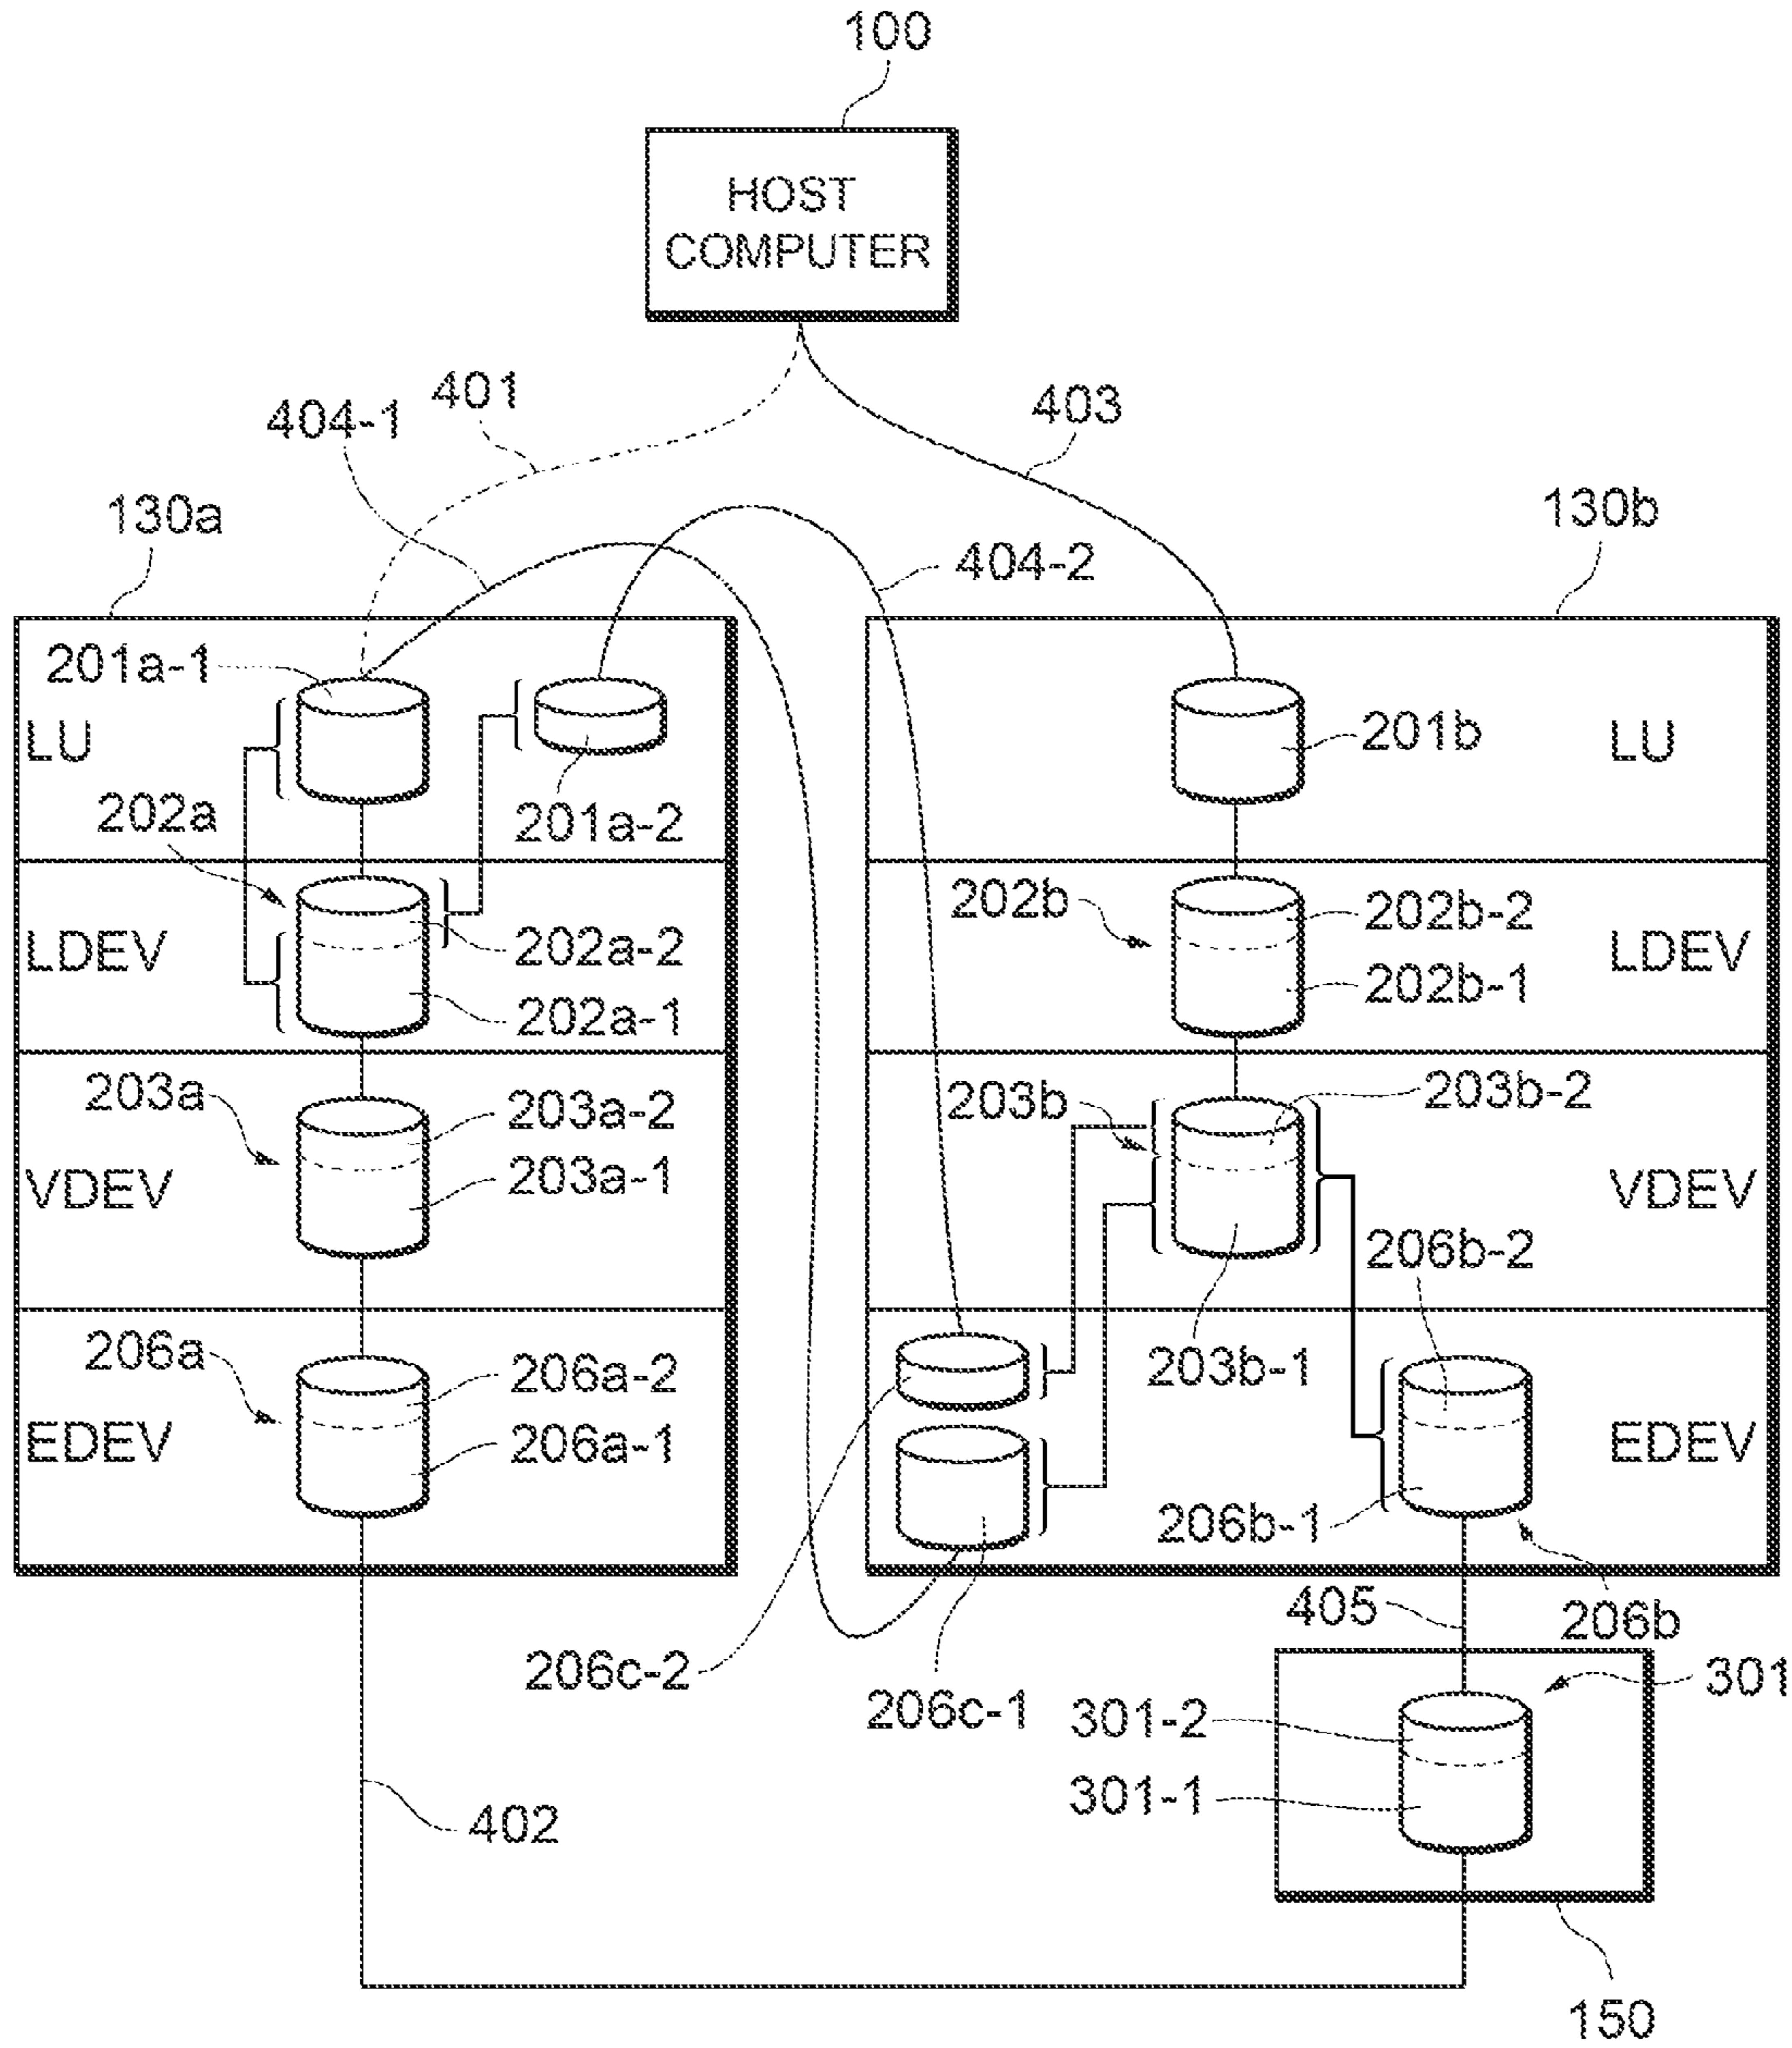 100
HOST
COMPUTER
401
404-1
403
130a
130b
404-2
201a-1
LU
201b
LU
202a
201a-2
202a-2
LDEV
202a-1
202b
202b-2
LDEV
202b-1
203a
203a-2
203a-1
VDEV
203b
203b-2
VDEV
206b-2
203b-1
206a
206a-2
206a-1
EDEV
EDEV
206b-1
405
206b
206c-2
206c-1
301
301-2
301-1
402
150